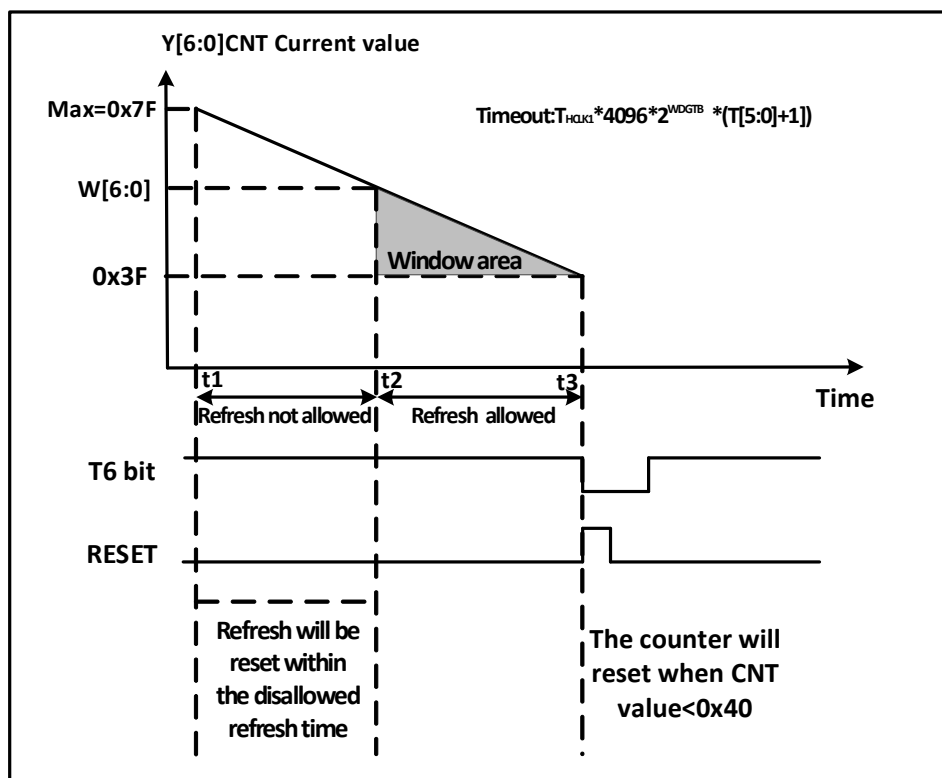 Y[6:0]CNT Current value
Max=0x7F
Timeout:THCLK1*4096*2WDGTB *(T[5:0]+1])
W[6:0]
Window area
0x3F
t1
t2
t3
Time
Refresh not allowed
Refresh allowed
T6 bit
RESET
Refresh will be
reset within
the disallowed
refresh time
The counter will
reset when CNT
value<0x40